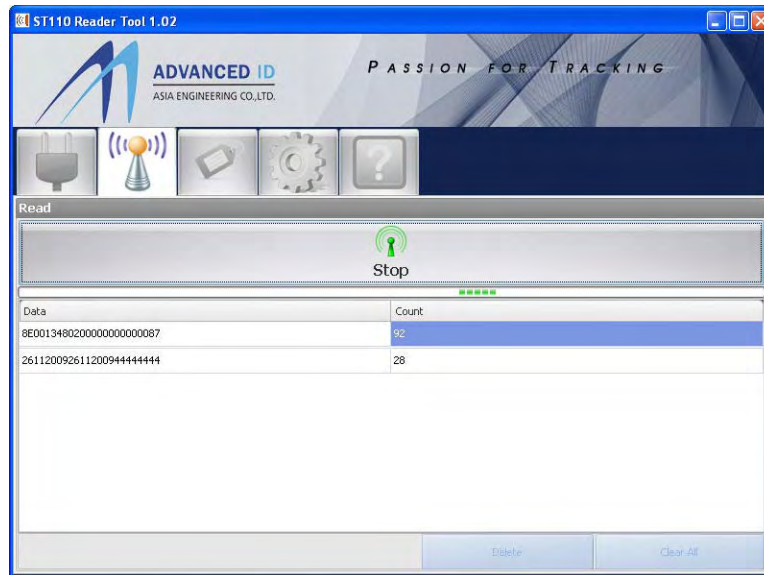 ST110 Reader Tool 1.02
ADVANCED ID
ASIA ENGINEERING CO.,LTD.
PASSION FOR TRACKING
Read
Stop
Data Count
8E0013480200000000000087 92
261120092611200944444444 28
Delete Clear All